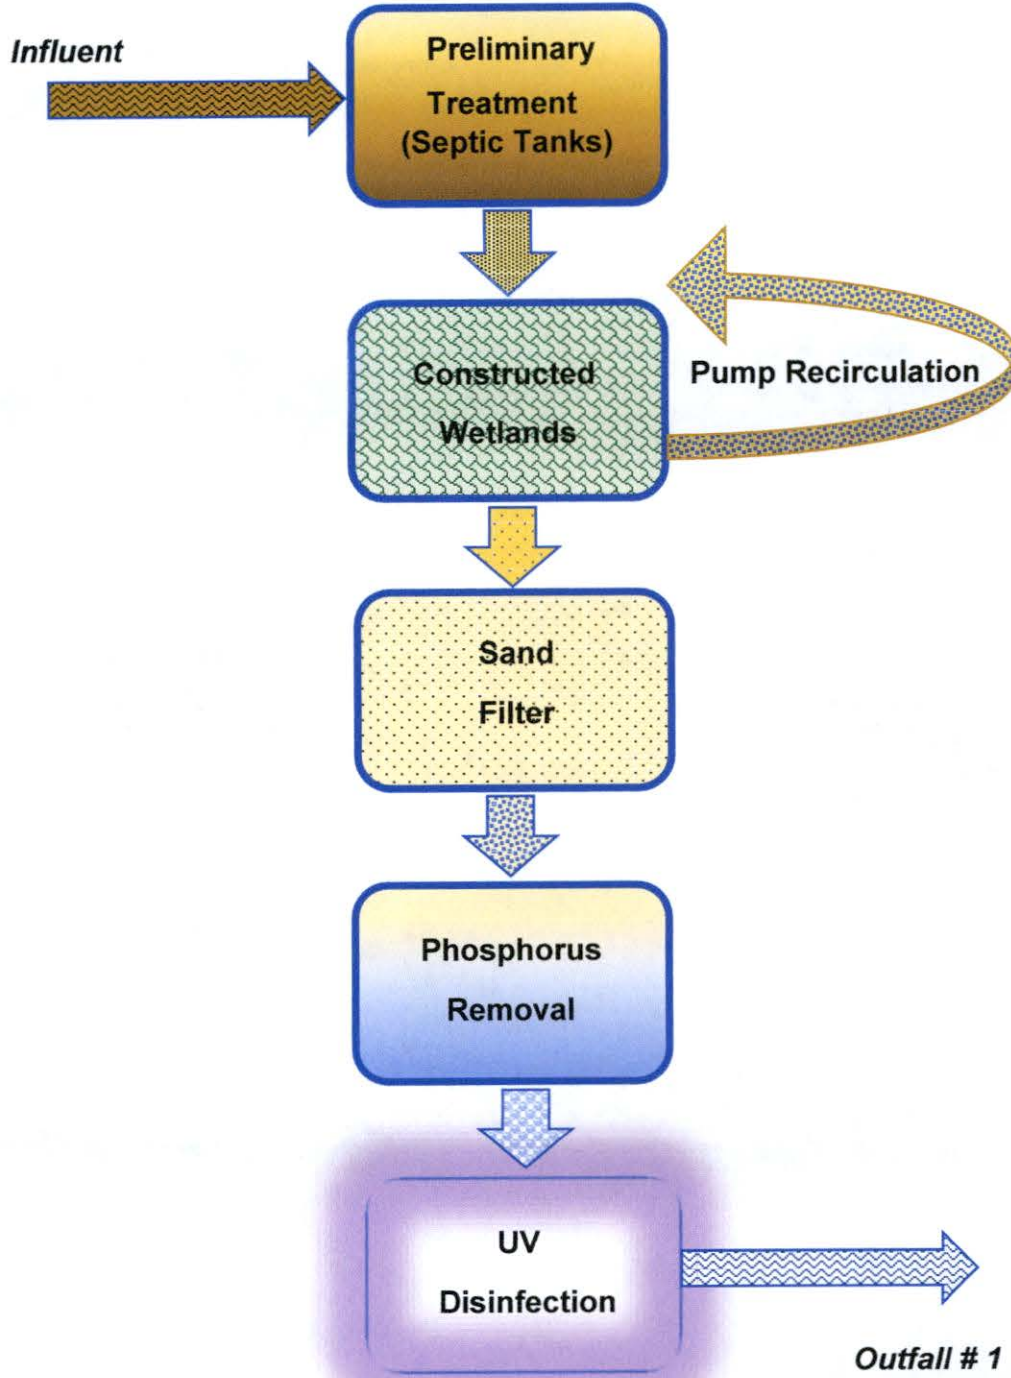 Influent
Preliminary
Treatment
(Septic Tanks)
Constructed
Wetlands
Pump Recirculation
Sand
Filter
Phosphorus
Removal
UV
Disinfection
Outfall # 1